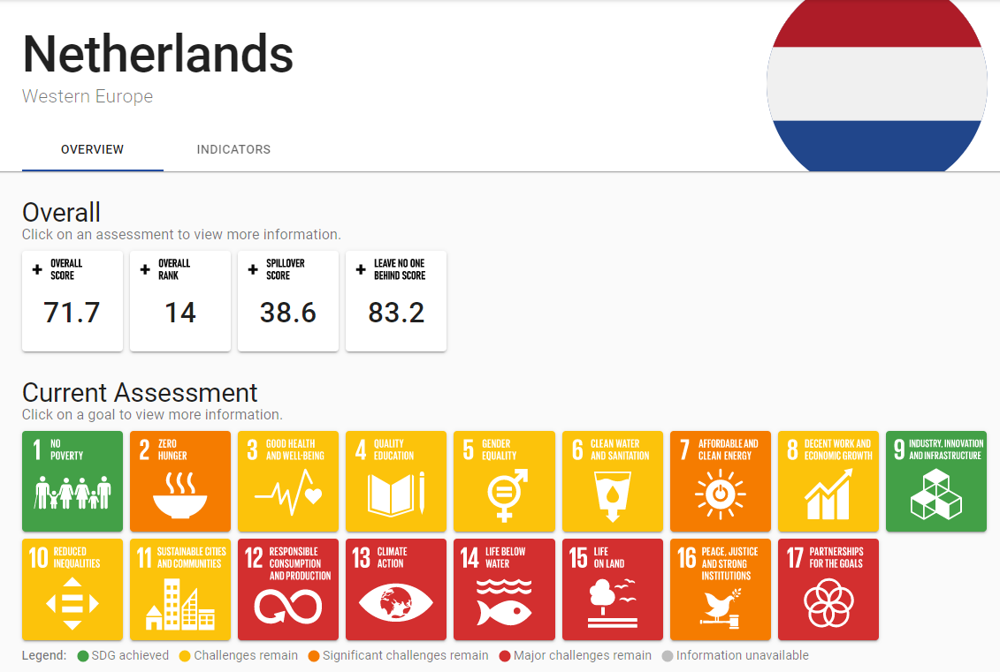 Netherlands
Western Europe
OVERVIEW
INDICATORS
Overall
Click on an assessment to view more information.
+ OVERALL
SCORE
71.7
+ OVERALL
RANK
14
+ SPILLOVER
SCORE
38.6
+ LEAVE NO ONE
BEHIND SCORE
83.2
Current Assessment
Click on a goal to view more information.
1 NO
POVERTY
2 ZERO
HUNGER
3 GOOD HEALTH
AND WELL-BEING
4 QUALITY
EDUCATION
5 GENDER
EQUALITY
6 CLEAN WATER
AND SANITATION
7 AFFORDABLE AND
CLEAN ENERGY
8 DECENT WORK AND
ECONOMIC GROWTH
9 INDUSTRY, INNOVATION
AND INFRASTRUCTURE
10 REDUCED
INEQUALITIES
11 SUSTAINABLE CITIES
AND COMMUNITIES
12 RESPONSIBLE
CONSUMPTION
AND PRODUCTION
13 CLIMATE
ACTION
14 LIFE BELOW
WATER
15 LIFE
ON LAND
16 PEACE, JUSTICE
AND STRONG
INSTITUTIONS
17 PARTNERSHIPS
FOR THE GOALS
Legend: SDG achieved Challenges remain Significant challenges remain Major challenges remain Information unavailable